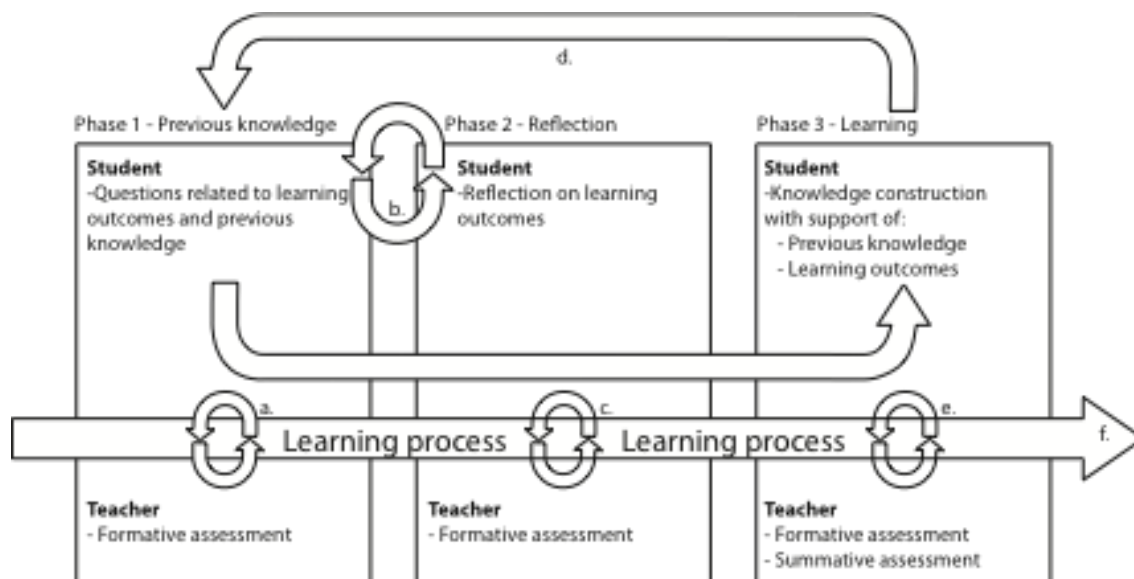 d.
Phase 1 - Previous knowledge
Phase 2 - Reflection
Phase 3 - Learning
Student
-Questions related to learning
outcomes and previous
knowledge
b.
Student
-Reflection on learning
outcomes
Student
-Knowledge construction
with support of:
- Previous knowledge
- Learning outcomes
a.
c.
e.
Learning process
Learning process
f.
Teacher
- Formative assessment
Teacher
- Formative assessment
Teacher
- Formative assessment
- Summative assessment